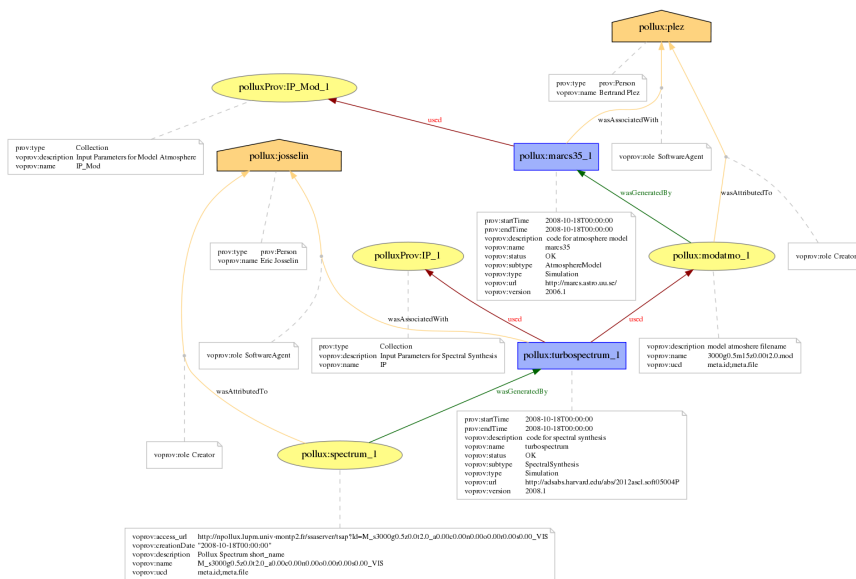 pollux:plez
prov:type prov:Person
voprov:name Bertrand Plez
polluxProv:IP_Mod_1
used
wasAssociatedWith
prov:type Collection
voprov:description Input Parameters for Model Atmosphere
voprov:name IP_Mod
pollux:josselin
pollux:marcs35_1
voprov:role SoftwareAgent
wasGeneratedBy
wasAttributedTo
prov:startTime 2008-10-18T00:00:00
prov:endTime 2008-10-18T00:00:00
voprov:description code for atmosphere model
voprov:name marcs35
voprov:status OK
voprov:subtype AtmosphereModel
voprov:type Simulation
voprov:url http://marcs.astro.uu.se/
voprov:version 2006.1
prov:type prov:Person
voprov:name Eric Josselin
polluxProv:IP_1
pollux:modatmo_1
voprov:role Creator
used
used
wasAssociatedWith
voprov:role SoftwareAgent
prov:type Collection
voprov:description Input Parameters for Spectral Synthesis
voprov:name IP
pollux:turbospectrum_1
voprov:description model atmoshere filename
voprov:name 3000g0.5m15z0.00t2.0.mod
voprov:ucd meta.id;meta.file
wasAttributedTo
wasGeneratedBy
prov:startTime 2008-10-18T00:00:00
prov:endTime 2008-10-18T00:00:00
voprov:description code for spectral synthesis
voprov:name turbospectrum
voprov:status OK
voprov:subtype SpectralSynthesis
voprov:type Simulation
voprov:url http://adsabs.harvard.edu/abs/2012ascl.soft05004P
voprov:version 2008.1
voprov:role Creator
pollux:spectrum_1
voprov:access_url http://npollux.lupm.univ-montp2.fr/ssaserver/tsap?Id=M_s3000g0.5z0.0t2.0_a0.00c0.00n0.00o0.00r0.00s0.00_VIS
voprov:creationDate "2008-10-18T00:00:00"
voprov:description Pollux Spectrum short_name
voprov:name M_s3000g0.5z0.0t2.0_a0.00c0.00n0.00o0.00r0.00s0.00_VIS
voprov:ucd meta.id;meta.file